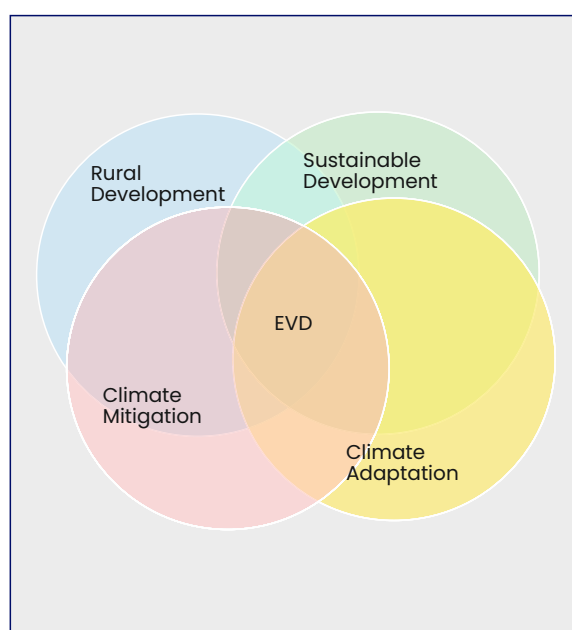 Rural
Development
Sustainable
Development
EVD
Climate
Mitigation
Climate
Adaptation